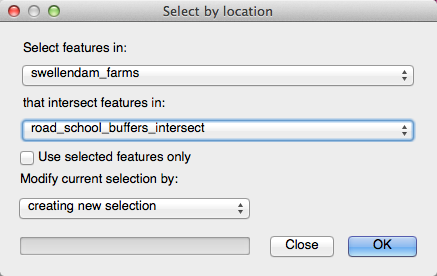 Select by location
Select features in:
swellendam_farms
that intersect features in:
road_school_buffers_intersect
Use selected features only
Modify current selection by:
creating new selection
Close
OK